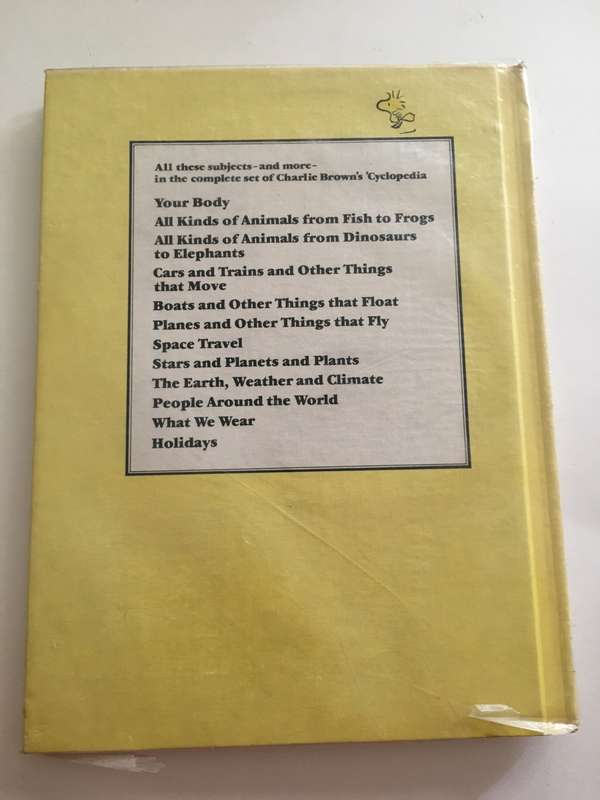 All these subjects-and more-
in the complete set of Charlie Brown's 'Cyclopedia
Your Body
All Kinds of Animals from Fish to Frogs
All Kinds of Animals from Dinosaurs
to Elephants
Cars and Trains and Other Things
that Move
Boats and Other Things that Float
Planes and Other Things that Fly
Space Travel
Stars and Planets and Plants
The Earth, Weather and Climate
People Around the World
What We Wear
Holidays